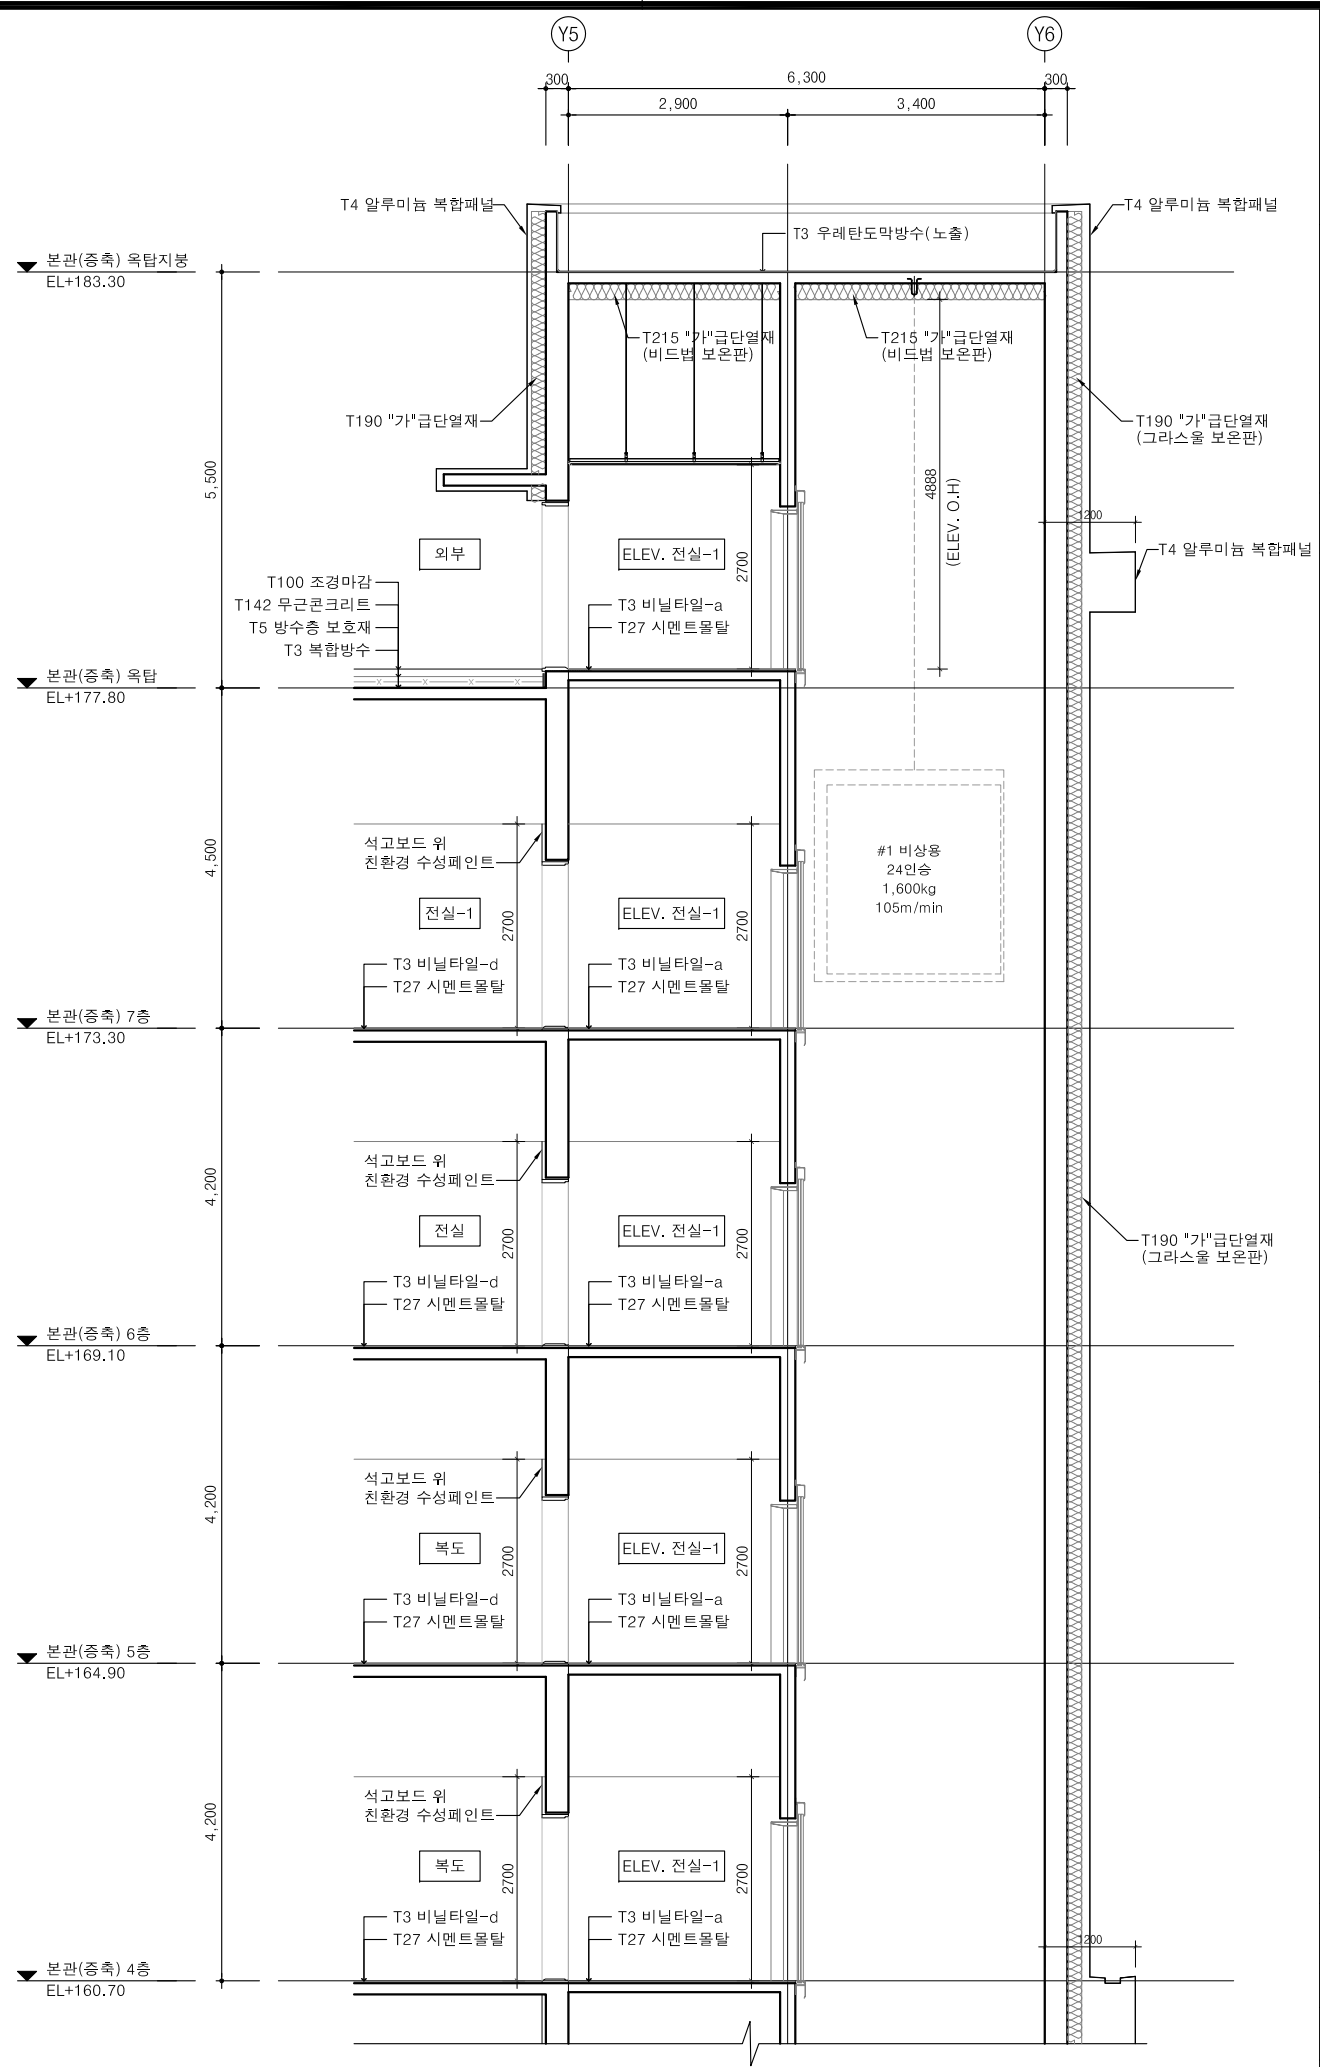 Y5
Y6
300
6,300
300
2,900
3,400
T4 알루미늄 복합패널
T4 알루미늄 복합패널
T3 우레탄도막방수(노출)
본관(증축) 옥탑지붕
EL+183.30
T215 "가"급단열재
(비드법 보온판)
T215 "가"급단열재
(비드법 보온판)
T190 "가"급단열재
T190 "가"급단열재
(그라스울 보온판)
5,500
4888
(ELEV. O.H)
1200
외부
ELEV. 전실-1
2700
T4 알루미늄 복합패널
T100 조경마감
T142 무근콘크리트
T5 방수층 보호재
T3 복합방수
T3 비닐타일-a
T27 시멘트몰탈
본관(증축) 옥탑
EL+177.80
4,500
석고보드 위
친환경 수성페인트
#1 비상용
24인승
1,600kg
105m/min
전실-1
2700
ELEV. 전실-1
2700
T3 비닐타일-d
T27 시멘트몰탈
T3 비닐타일-a
T27 시멘트몰탈
본관(증축) 7층
EL+173.30
4,200
석고보드 위
친환경 수성페인트
전실
2700
ELEV. 전실-1
2700
T190 "가"급단열재
(그라스울 보온판)
T3 비닐타일-d
T27 시멘트몰탈
T3 비닐타일-a
T27 시멘트몰탈
본관(증축) 6층
EL+169.10
4,200
석고보드 위
친환경 수성페인트
복도
2700
ELEV. 전실-1
2700
T3 비닐타일-d
T27 시멘트몰탈
T3 비닐타일-a
T27 시멘트몰탈
본관(증축) 5층
EL+164.90
4,200
석고보드 위
친환경 수성페인트
복도
2700
ELEV. 전실-1
2700
T3 비닐타일-d
T27 시멘트몰탈
T3 비닐타일-a
T27 시멘트몰탈
1200
본관(증축) 4층
EL+160.70